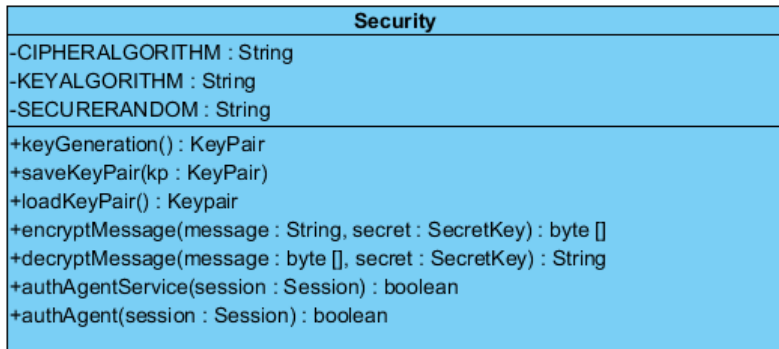 Security
-CIPHERALGORITHM : String
-KEYALGORITHM : String
-SECURERANDOM : String
+keyGeneration() : KeyPair
+saveKeyPair(kp : KeyPair)
+loadKeyPair() : Keypair
+encryptMessage(message : String, secret : SecretKey) : byte []
+decryptMessage(message : byte [], secret : SecretKey) : String
+authAgentService(session : Session) : boolean
+authAgent(session : Session) : boolean